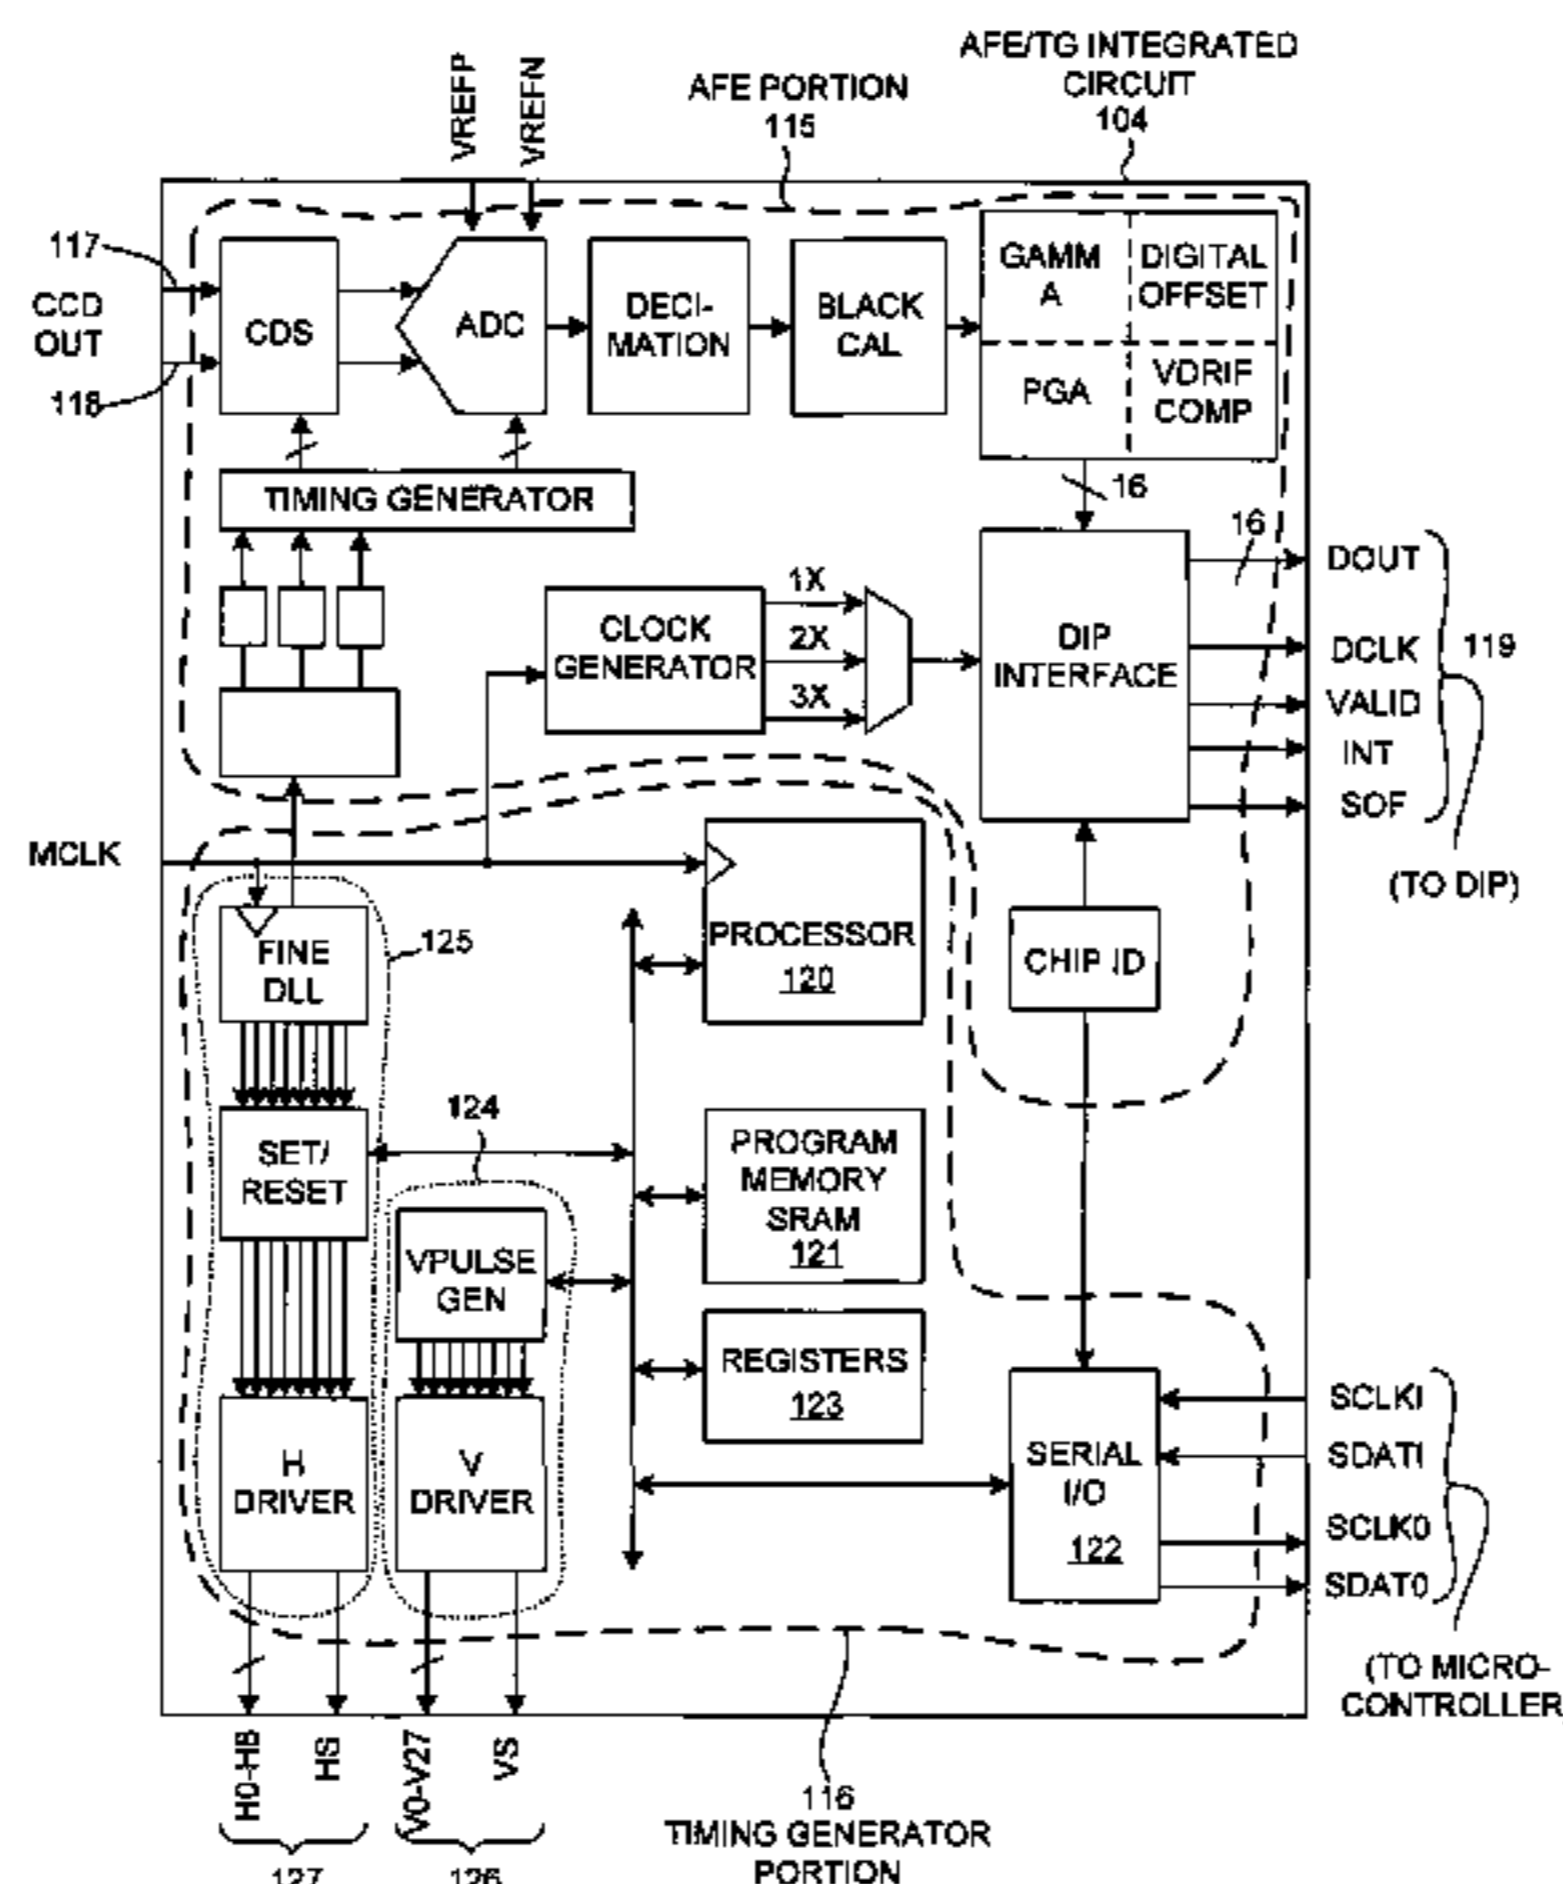 AFE/TG INTEGRATED
CIRCUIT
104
AFE PORTION
115
VREFP
VREFN
117
CCD
OUT
118
CDS
ADC
DECI-
MATION
BLACK
CAL
GAMM
A
DIGITAL
OFFSET
PGA
VDRIF
COMP
TIMING GENERATOR
16
16
CLOCK
GENERATOR
1X
2X
3X
DIP
INTERFACE
DOUT
DCLK
VALID
INT
SOF
119
(TO DIP)
MCLK
FINE
DLL
125
PROCESSOR
120
CHIP ID
SET/
RESET
124
PROGRAM
MEMORY
SRAM
121
VPULSE
GEN
REGISTERS
123
H
DRIVER
V
DRIVER
SERIAL
I/O
122
SCLKI
SDATI
SCLK0
SDAT0
(TO MICRO-
CONTROLLER
H0-H8
HS
V0-V27
VS
127
126
116
TIMING GENERATOR
PORTION